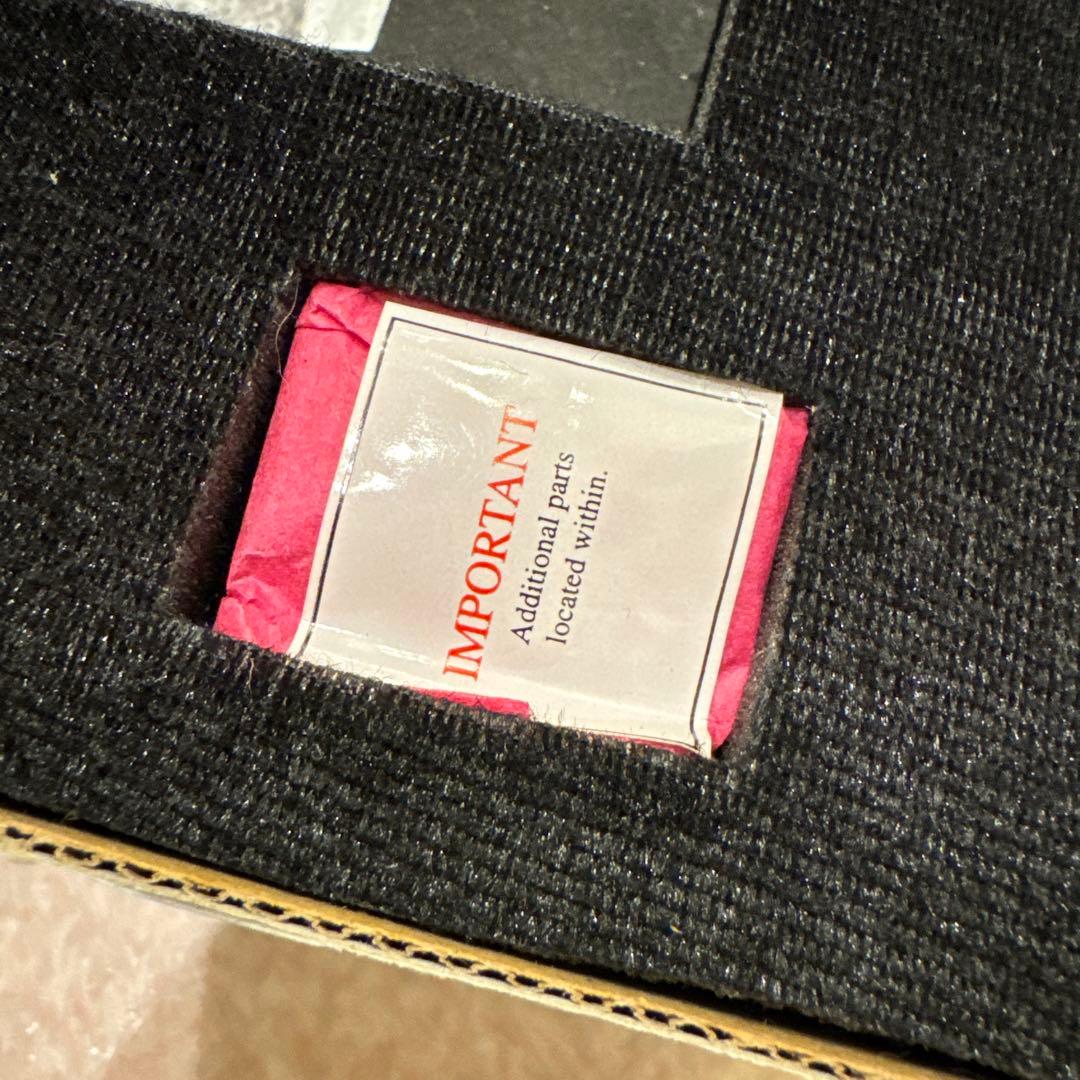 IMPORTANT
Additional parts
located within.